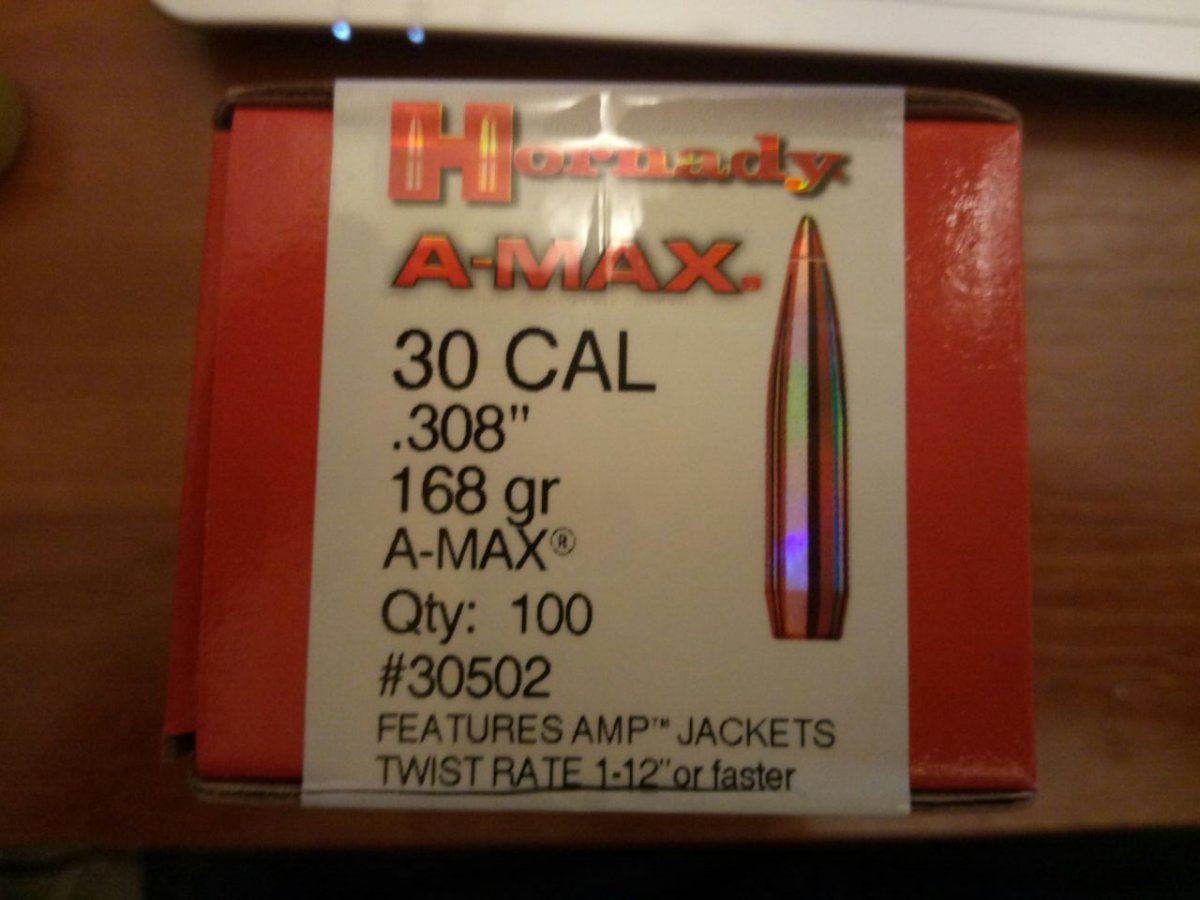 Hornady
A-MAX.
30 CAL
.308"
168 gr
A-MAX®
Qty: 100
#30502
FEATURES AMP™ JACKETS
TWIST RATE 1-12" or faster